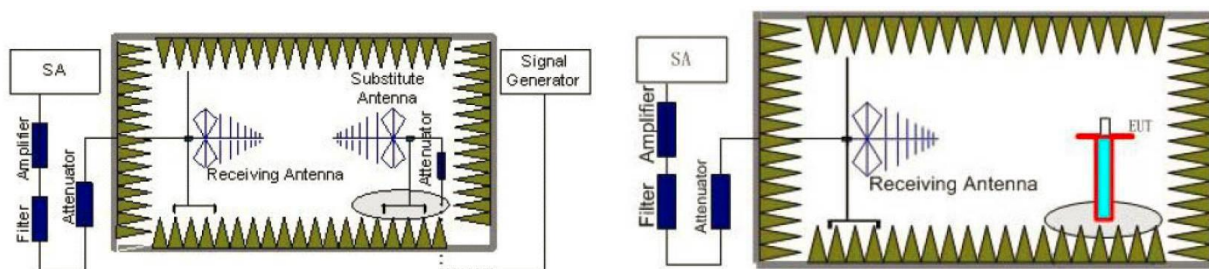 SA
Amplifier
Filter
Attenuator
Receiving Antenna
Substitute
Antenna
Attenuator
Signal
Generator
SA
Amplifier
Filter
Attenuator
Receiving Antenna
EUT